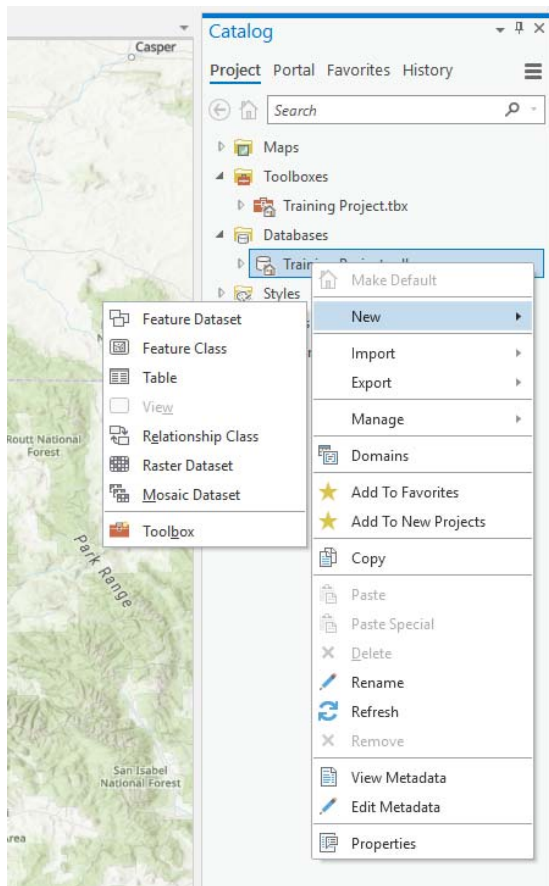 Casper
Routt National
Forest
Park Range
San Isabel
National Forest
Catalog
Project Portal Favorites History
Search
Maps
Toolboxes
Training Project.tbx
Databases
Styles
Make Default
New
Import
Export
Manage
Domains
Add To Favorites
Add To New Projects
Copy
Paste
Paste Special
Delete
Rename
Refresh
Remove
View Metadata
Edit Metadata
Properties
Feature Dataset
Feature Class
Table
View
Relationship Class
Raster Dataset
Mosaic Dataset
Toolbox